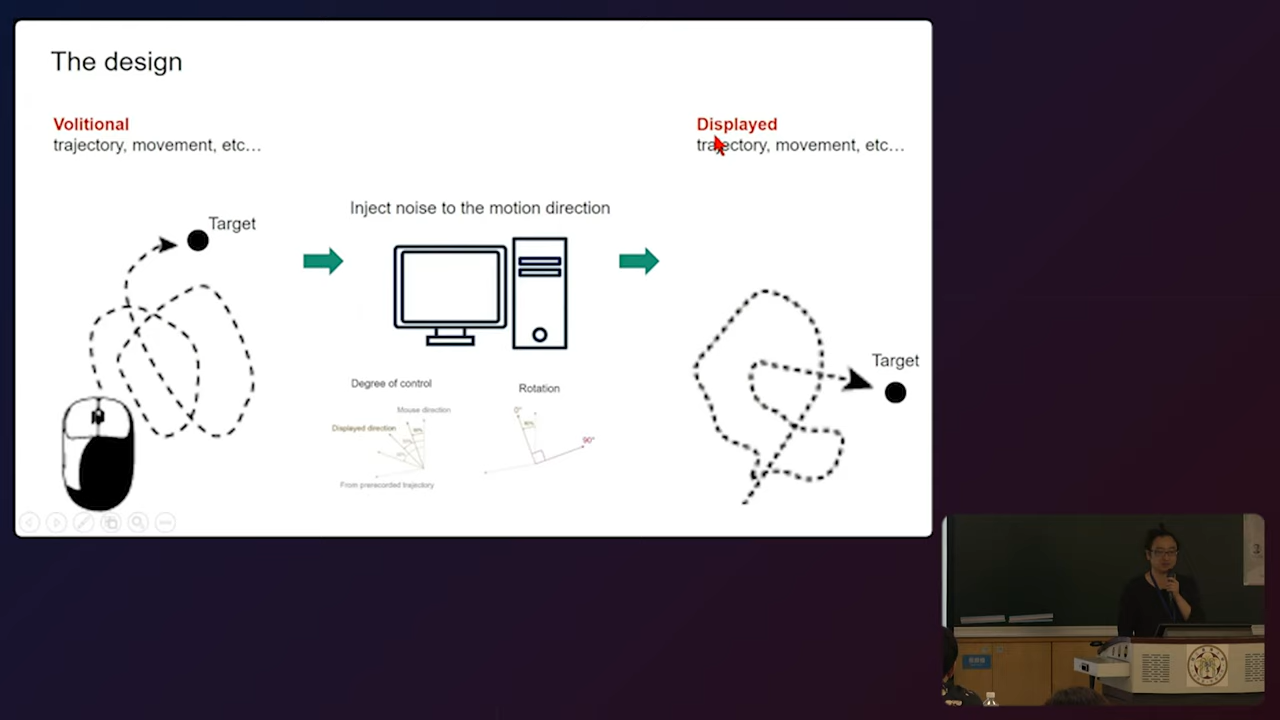 The design
Volitional
trajectory, movement, etc…
Displayed
trajectory, movement, etc…
Inject noise to the motion direction
Target
Target
Degree of control
Rotation
Mouse direction
Displayed direction
From prerecorded trajectory
0°
90°